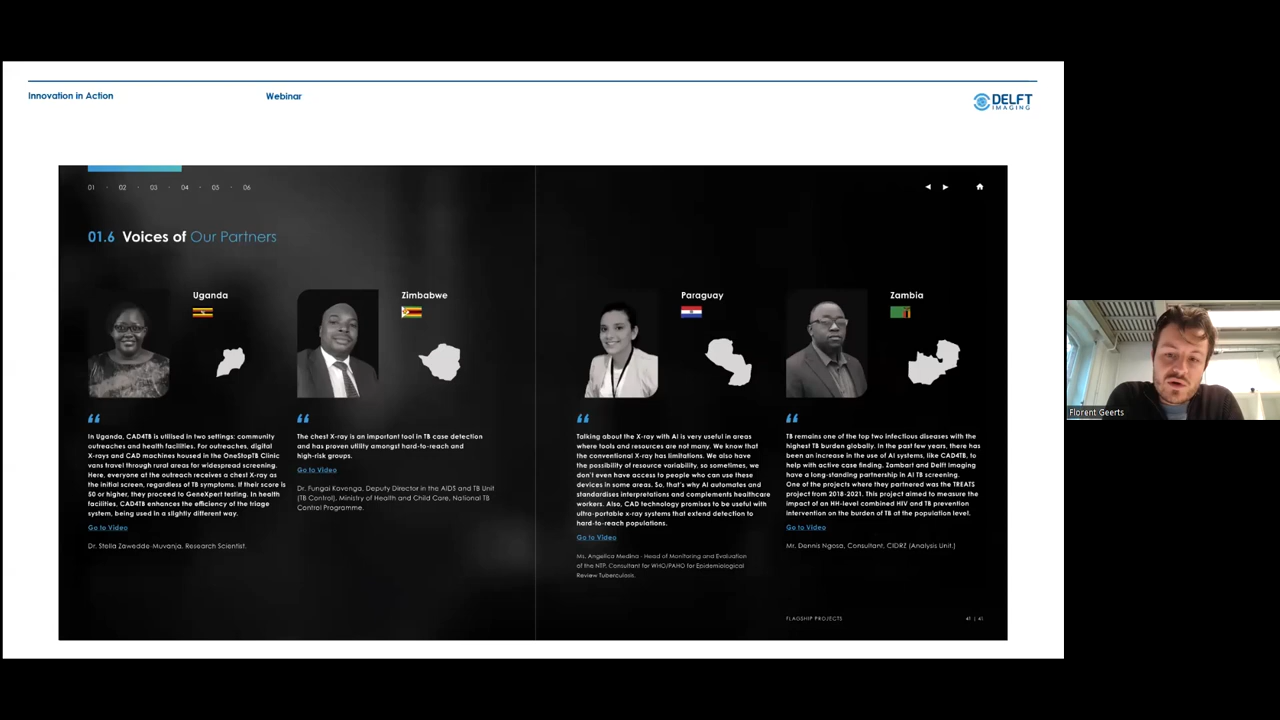 Innovation in Action
Webinar
DELFT
IMAGING
01 · 02 · 03 · 04 · 05 · 06
01.6 Voices of Our Partners
Uganda
In Uganda, CAD4TB is utilised in two settings: community
outreaches and health facilities. For outreaches, digital
X-rays and CAD machines housed in the OneStopTB Clinic
vans travel through rural areas for widespread screening.
Here, everyone at the outreach receives a chest X-ray as
the initial screen, regardless of TB symptoms. If their score is
50 or higher, they proceed to GeneXpert testing. In health
facilities, CAD4TB enhances the efficiency of the triage
system, being used in a slightly different way.
Go to Video
Dr. Stella Zawedde-Muyanja, Research Scientist.
Zimbabwe
The chest X-ray is an important tool in TB case detection
and has proven utility amongst hard-to-reach and
high-risk groups.
Go to Video
Dr. Fungai Kavenga, Deputy Director in the AIDS and TB Unit
(TB Control), Ministry of Health and Child Care, National TB
Control Programme.
Paraguay
Talking about the X-ray with AI is very useful in areas
where tools and resources are not many. We know that
the conventional X-ray has limitations. We also have
the possibility of resource variability, so sometimes, we
don't even have access to people who can use these
devices in some areas. So, that's why AI automates and
standardises interpretations and complements healthcare
workers. Also, CAD technology promises to be useful with
ultra-portable x-ray systems that extend detection to
hard-to-reach populations.
Go to Video
Ms. Angelica Medina - Head of Monitoring and Evaluation
of the NTP. Consultant for WHO/PAHO for Epidemiological
Review Tuberculosis.
Zambia
TB remains one of the top two infectious diseases with the
highest TB burden globally. In the past few years, there has
been an increase in the use of AI systems, like CAD4TB, to
help with active case finding. Zambart and Delft Imaging
have a long-standing partnership in AI TB screening.
One of the projects where they partnered was the TREATS
project from 2018-2021. This project aimed to measure the
impact of an HH-level combined HIV and TB prevention
intervention on the burden of TB at the population level.
Go to Video
Mr. Dennis Ngosa, Consultant, CIDRZ (Analysis Unit.)
FLAGSHIP PROJECTS
41 | 41
Florent Geerts